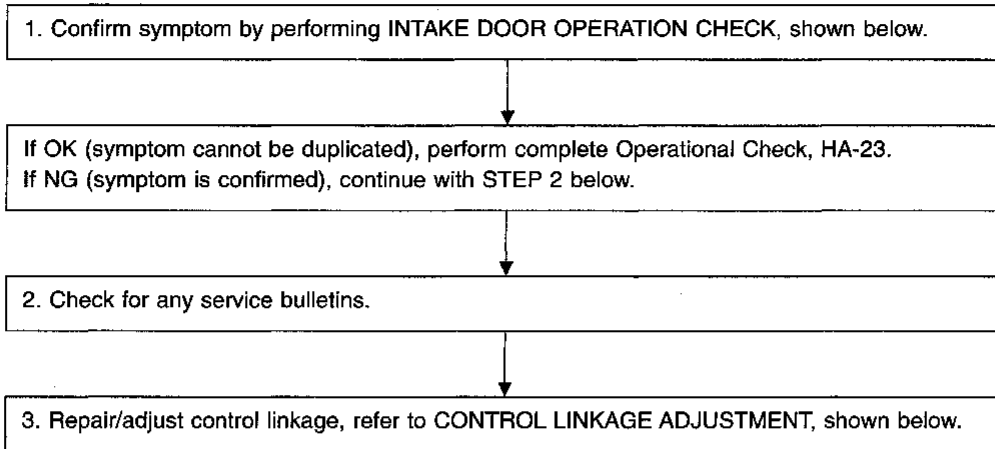 1. Confirm symptom by performing INTAKE DOOR OPERATION CHECK, shown below.
If OK (symptom cannot be duplicated), perform complete Operational Check, HA-23.
If NG (symptom is confirmed), continue with STEP 2 below.
2. Check for any service bulletins.
3. Repair/adjust control linkage, refer to CONTROL LINKAGE ADJUSTMENT, shown below.